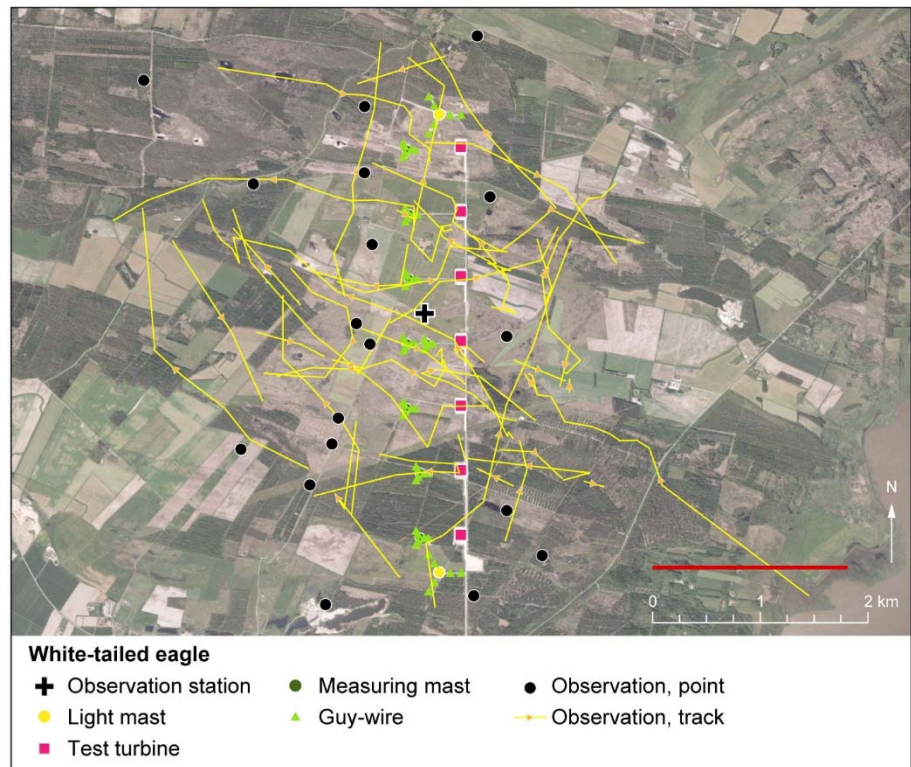 N
0 1 2 km
White-tailed eagle
Observation station
Measuring mast
Observation, point
Light mast
Guy-wire
Observation, track
Test turbine